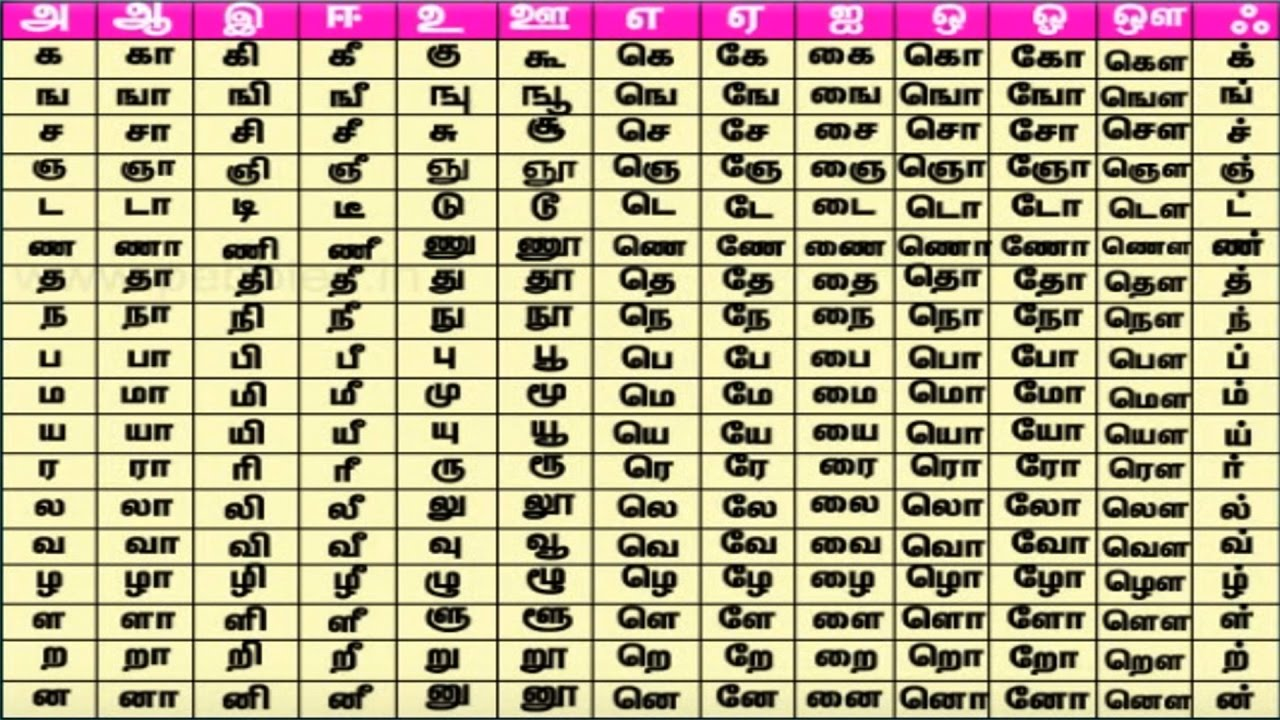 அ ஆ இ ஈ உ ஊ எ ஏ ஐ ஒ ஓ ஔ ஃ
க கா கி கீ கு கூ கெ கே கை கொ கோ கௌ க்
ங ஙா ஙி ஙீ ஙு ஙூ ஙெ ஙே ஙை ஙொ ஙோ ஙௌ ங்
ச சா சி சீ சு சூ செ சே சை சொ சோ சௌ ச்
ஞ ஞா ஞி ஞீ ஞு ஞூ ஞெ ஞே ஞை ஞொ ஞோ ஞௌ ஞ்
ட டா டி டீ டு டூ டெ டே டை டொ டோ டௌ ட்
ண ணா ணி ணீ ணு ணூ ணெ ணே ணை ணொ ணோ ணௌ ண்
த தா தி தீ து தூ தெ தே தை தொ தோ தௌ த்
ந நா நி நீ நு நூ நெ நே நை நொ நோ நௌ ந்
ப பா பி பீ பு பூ பெ பே பை பொ போ பௌ ப்
ம மா மி மீ மு மூ மெ மே மை மொ மோ மௌ ம்
ய யா யி யீ யு யூ யெ யே யை யொ யோ யௌ ய்
ர ரா ரி ரீ ரு ரூ ரெ ரே ரை ரொ ரோ ரௌ ர்
ல லா லி லீ லு லூ லெ லே லை லொ லோ லௌ ல்
வ வா வி வீ வு வூ வெ வே வை வொ வோ வௌ வ்
ழ ழா ழி ழீ ழு ழூ ழெ ழே ழை ழொ ழோ ழௌ ழ்
ள ளா ளி ளீ ளு ளூ ளெ ளே ளை ளொ ளோ ளௌ ள்
ற றா றி றீ று றூ றெ றே றை றொ றோ றௌ ற்
ன னா னி னீ னு னூ னெ னே னை னொ னோ னௌ ன்